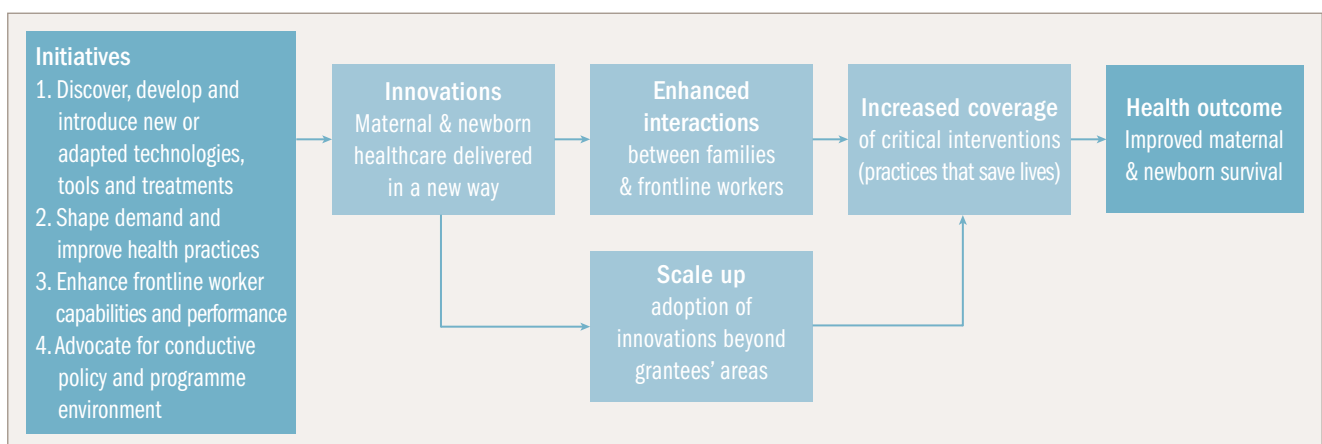 Initiatives
1. Discover, develop and
introduce new or
adapted technologies,
tools and treatments
2. Shape demand and
improve health practices
3. Enhance frontline worker
capabilities and performance
4. Advocate for conductive
policy and programme
environment
Innovations
Maternal & newborn
healthcare delivered
in a new way
Enhanced
interactions
between families
& frontline workers
Scale up
adoption of
innovations beyond
grantees’ areas
Increased coverage
of critical interventions
(practices that save lives)
Health outcome
Improved maternal
& newborn survival